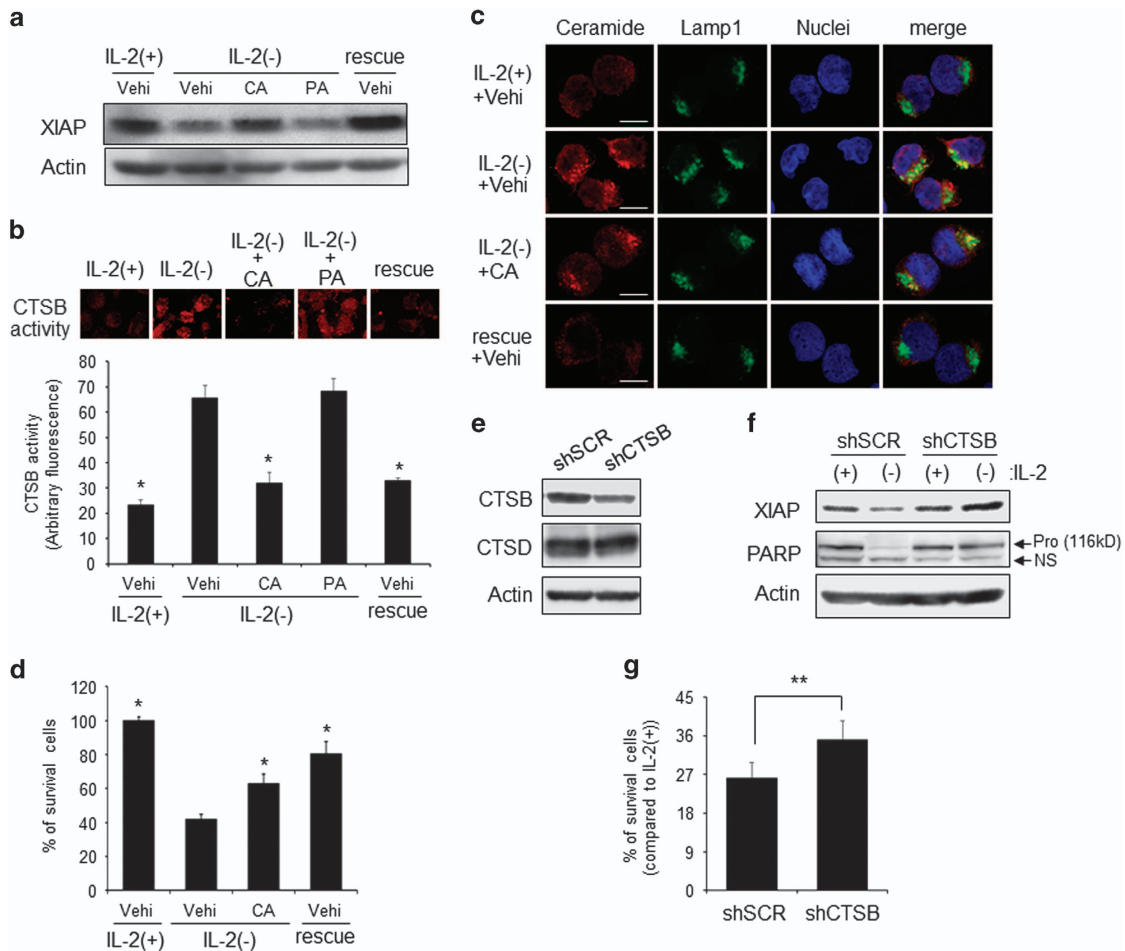 a
IL-2(+) IL-2(-) rescue
Vehi Vehi CA PA Vehi
XIAP
Actin
b
IL-2(+) IL-2(-) IL-2(-) + CA IL-2(-) + PA rescue
CTSB activity
CTSB activity
(Arbitrary fluorescence)
80
70
60
50
40
30
20
10
0
* * *
Vehi Vehi CA PA Vehi
IL-2(+) IL-2(-) rescue
c
Ceramide Lamp1 Nuclei merge
IL-2(+)
+Vehi
IL-2(-)
+Vehi
IL-2(-)
+CA
rescue
+Vehi
d
% of survival cells
120
100
80
60
40
20
0
* * *
Vehi Vehi CA Vehi
IL-2(+) IL-2(-) rescue
e
shSCR shCTSB
CTSB
CTSD
Actin
f
shSCR shCTSB
(+) (-) (+) (-) :IL-2
XIAP
PARP
Pro (116kD)
NS
Actin
g
% of survival cells
(compared to IL-2(+))
45
36
27
18
9
0
**
shSCR shCTSB